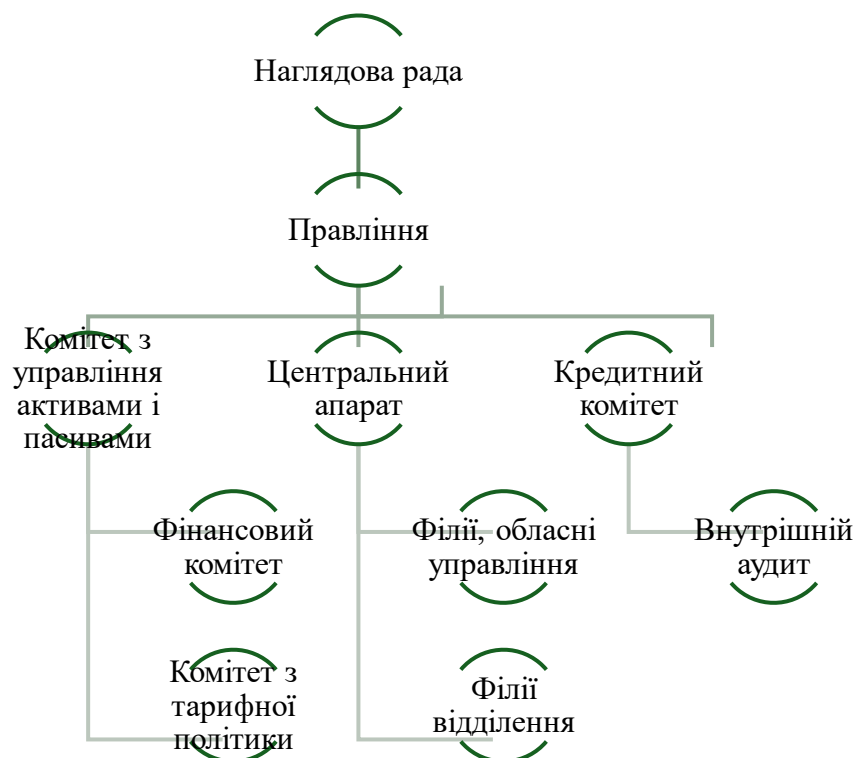 Наглядова рада
Правління
Комітет з
управління
активами і
пасивами
Центральний
апарат
Кредитний
комітет
Фінансовий
комітет
Філії, обласні
управління
Внутрішній
аудит
Комітет з
тарифної
політики
Філії
відділення